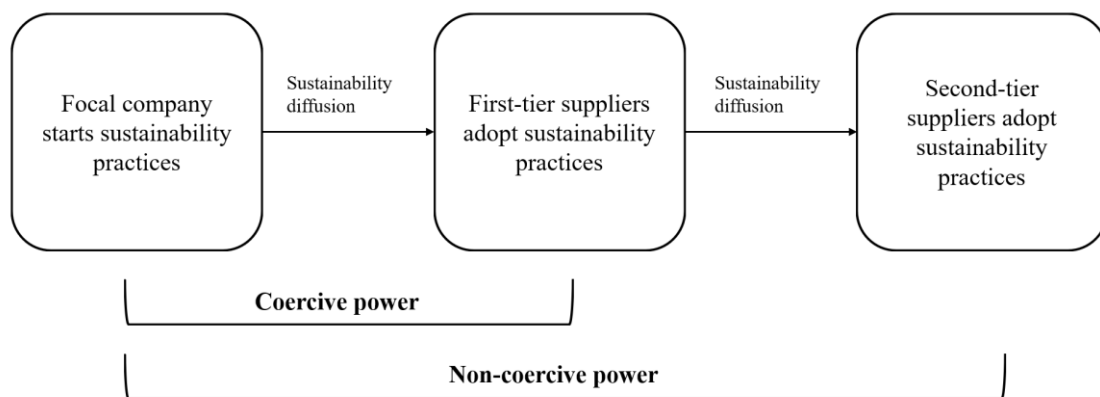 Focal company
starts sustainability
practices
Sustainability
diffusion
First-tier suppliers
adopt sustainability
practices
Sustainability
diffusion
Second-tier
suppliers adopt
sustainability
practices
Coercive power
Non-coercive power